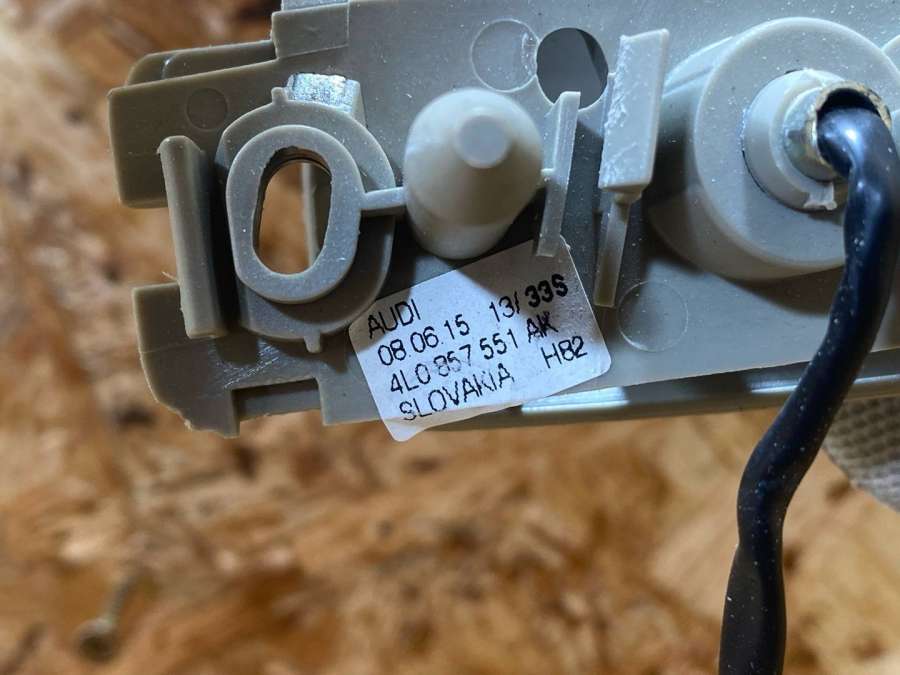 AUDI
08.06.15 13/33S
4L0 857 551 AK
SLOVAKIA H82